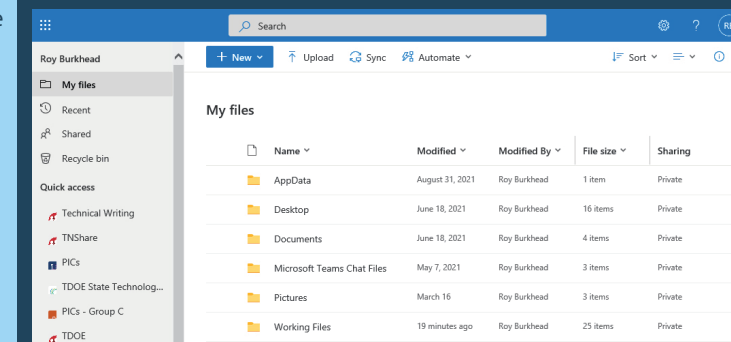 e
Search
?
Roy Burkhead
My files
Recent
Shared
Recycle bin
Quick access
Technical Writing
TNShare
PICs
TDOE State Technolog...
PICs - Group C
TDOE
+ New
Upload
Sync
Automate
Sort
My files
Name Modified Modified By File size Sharing
AppData August 31, 2021 Roy Burkhead 1 item Private
Desktop June 18, 2021 Roy Burkhead 16 items Private
Documents June 18, 2021 Roy Burkhead 4 items Private
Microsoft Teams Chat Files May 7, 2021 Roy Burkhead 3 items Private
Pictures March 16 Roy Burkhead 3 items Private
Working Files 19 minutes ago Roy Burkhead 25 items Private